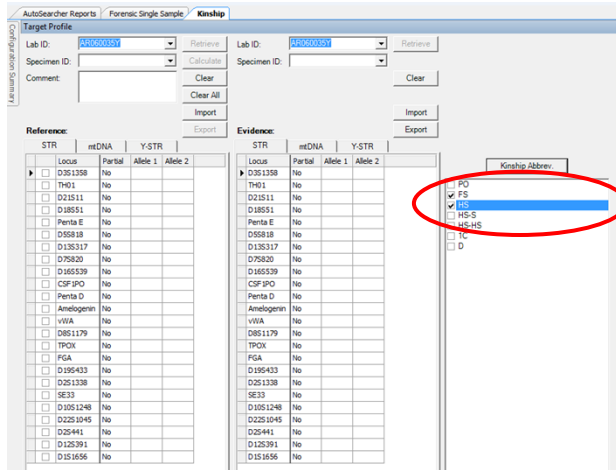 AutoSearcher Reports Forensic Single Sample Kinship
Configuration Summary
Target Profile
Lab ID: AR060035Y Retrieve Lab ID: AR060035Y Retrieve
Specimen ID: Calculate Specimen ID:
Comment: Clear Clear
Clear All
Import Import
Reference: Export Evidence: Export
STR mtDNA Y-STR STR mtDNA Y-STR
Locus Partial Allele 1 Allele 2 Locus Partial Allele 1 Allele 2 Kinship Abbrev.
D3S1358 No D3S1358 No PO
TH01 No TH01 No FS
D21S11 No D21S11 No HS
D18S51 No D18S51 No HS-S
Penta E No Penta E No HS-HS
D5S818 No D5S818 No 1C
D13S317 No D13S317 No D
D7S820 No D7S820 No
D16S539 No D16S539 No
CSF1PO No CSF1PO No
Penta D No Penta D No
Amelogenin No Amelogenin No
vWA No vWA No
D8S1179 No D8S1179 No
TPOX No TPOX No
FGA No FGA No
D19S433 No D19S433 No
D2S1338 No D2S1338 No
SE33 No SE33 No
D10S1248 No D10S1248 No
D22S1045 No D22S1045 No
D2S441 No D2S441 No
D12S391 No D12S391 No
D1S1656 No D1S1656 No